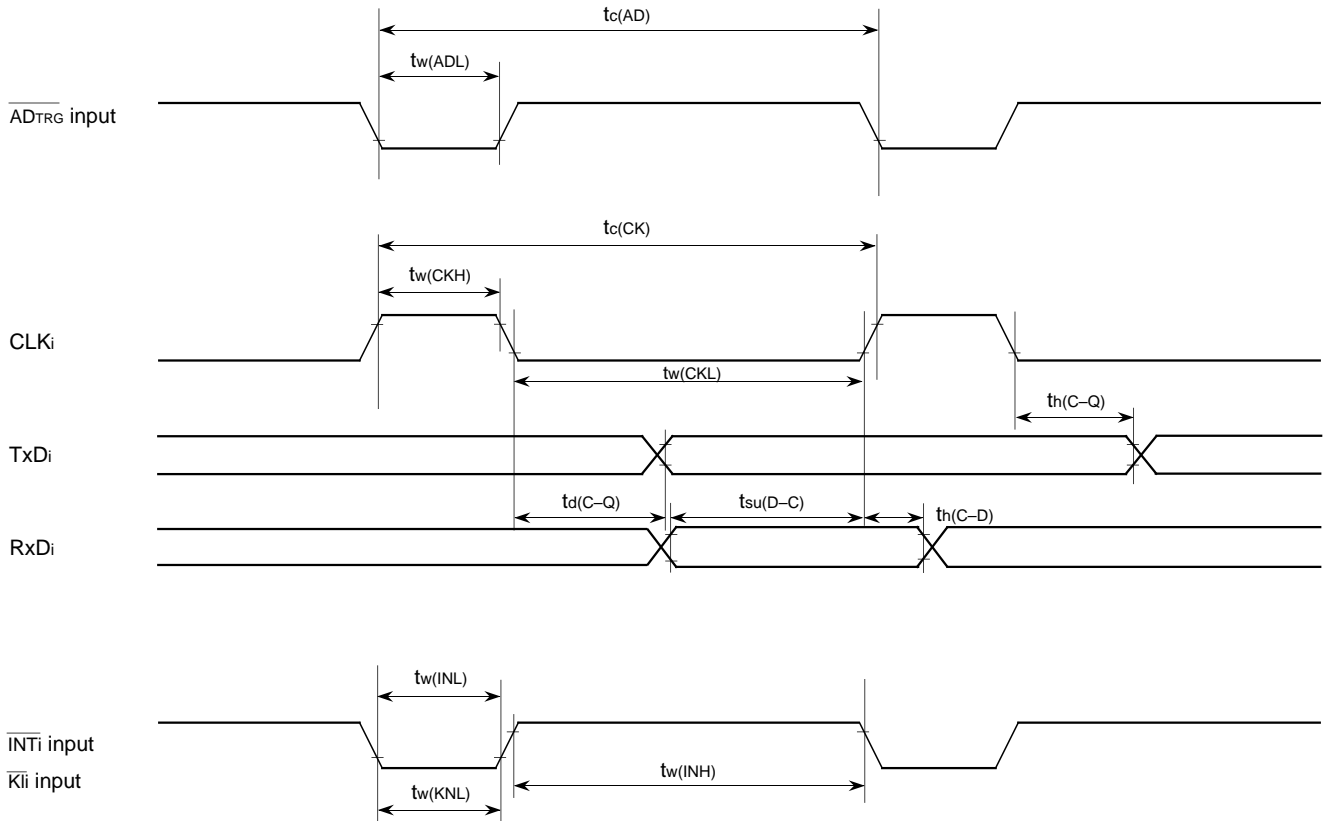 tc(AD)
tw(ADL)
ADTRG input
tc(CK)
tw(CKH)
CLKi
tw(CKL)
th(C–Q)
TxDi
td(C–Q)
tsu(D–C)
th(C–D)
RxDi
tw(INL)
INTi input
KIi input
tw(INH)
tw(KNL)